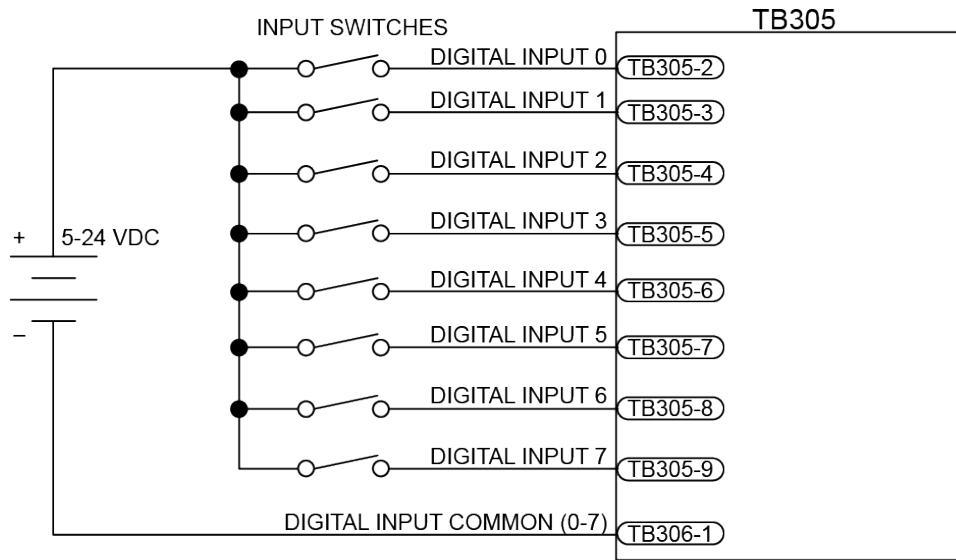 TB305
INPUT SWITCHES
DIGITAL INPUT 0 TB305-2
DIGITAL INPUT 1 TB305-3
DIGITAL INPUT 2 TB305-4
DIGITAL INPUT 3 TB305-5
+ 5-24 VDC
DIGITAL INPUT 4 TB305-6
–
DIGITAL INPUT 5 TB305-7
DIGITAL INPUT 6 TB305-8
DIGITAL INPUT 7 TB305-9
DIGITAL INPUT COMMON (0-7) TB306-1